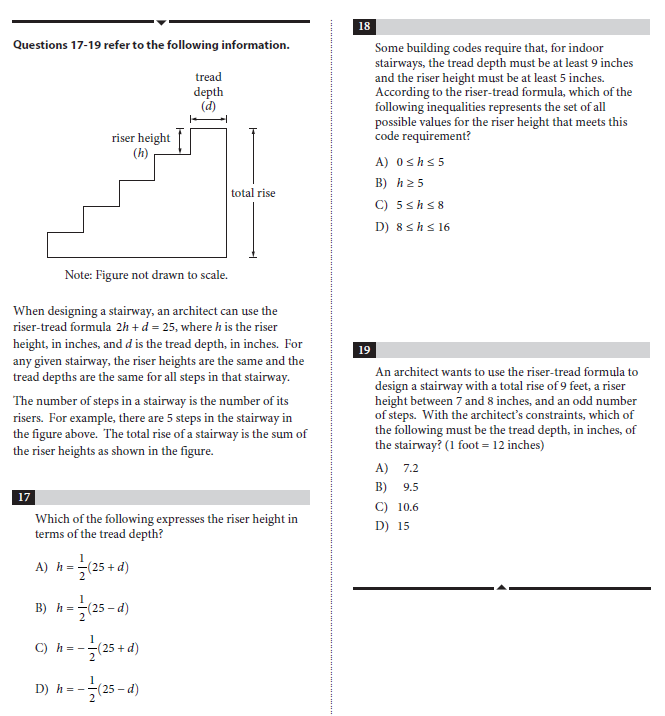 Questions 17-19 refer to the following information.
tread
depth
(d)
riser height
(h)
total rise
Note: Figure not drawn to scale.
When designing a stairway, an architect can use the
riser-tread formula 2h + d = 25, where h is the riser
height, in inches, and d is the tread depth, in inches. For
any given stairway, the riser heights are the same and the
tread depths are the same for all steps in that stairway.
The number of steps in a stairway is the number of its
risers. For example, there are 5 steps in the stairway in
the figure above. The total rise of a stairway is the sum of
the riser heights as shown in the figure.
17
Which of the following expresses the riser height in
terms of the tread depth?
A) h = 1/2(25 + d)
B) h = 1/2(25 − d)
C) h = −1/2(25 + d)
D) h = −1/2(25 − d)
18
Some building codes require that, for indoor
stairways, the tread depth must be at least 9 inches
and the riser height must be at least 5 inches.
According to the riser-tread formula, which of the
following inequalities represents the set of all
possible values for the riser height that meets this
code requirement?
A) 0 ≤ h ≤ 5
B) h ≥ 5
C) 5 ≤ h ≤ 8
D) 8 ≤ h ≤ 16
19
An architect wants to use the riser-tread formula to
design a stairway with a total rise of 9 feet, a riser
height between 7 and 8 inches, and an odd number
of steps. With the architect's constraints, which of
the following must be the tread depth, in inches, of
the stairway? (1 foot = 12 inches)
A) 7.2
B) 9.5
C) 10.6
D) 15